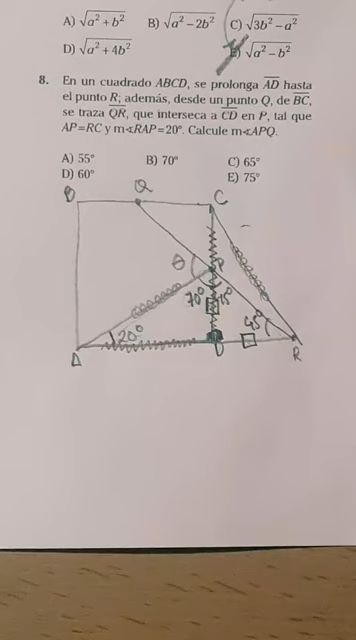 A) √a² + b² B) √a² − 2b² C) √3b² − a²
D) √a² + 4b² E) √a² − b²
8. En un cuadrado ABCD, se prolonga AD hasta
el punto R; además, desde un punto Q, de BC,
se traza QR, que interseca a CD en P, tal que
AP=RC y m∢RAP=20°. Calcule m∢APQ.
A) 55° B) 70° C) 65°
D) 60° E) 75°
B Q C
θ P
70° 45°
20° 45°
A D R